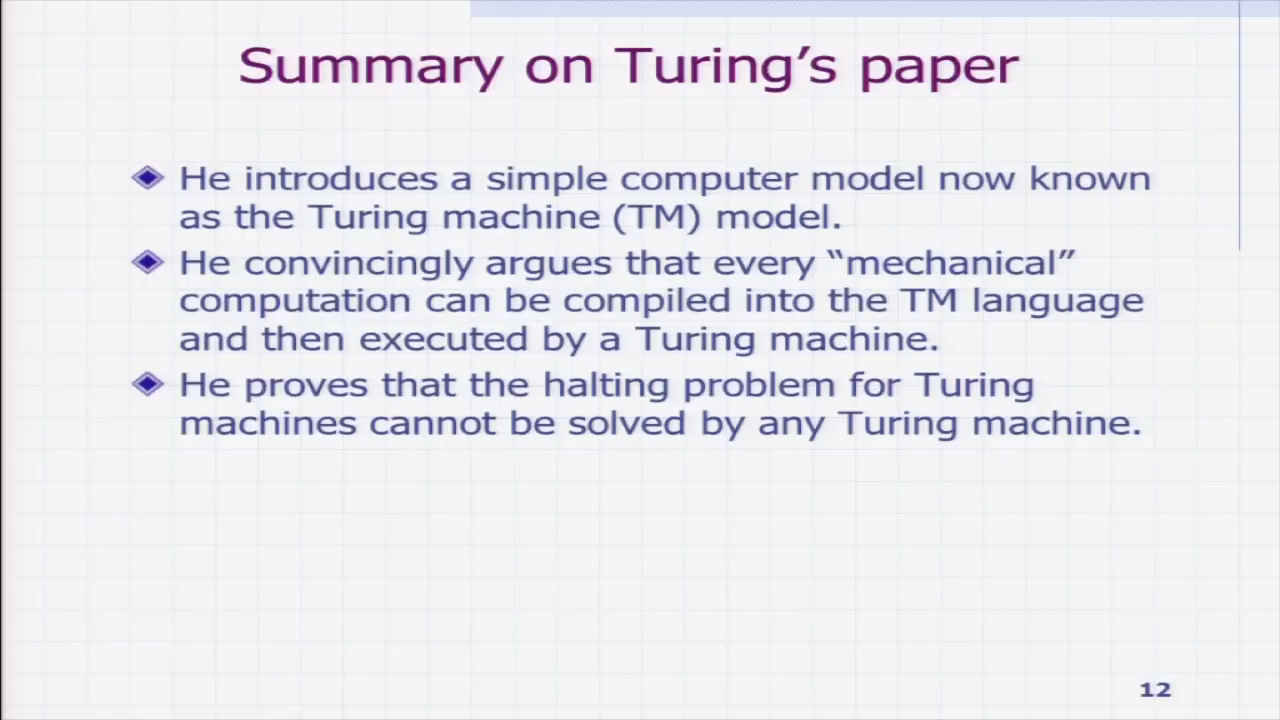 Summary on Turing’s paper
He introduces a simple computer model now known
as the Turing machine (TM) model.
He convincingly argues that every “mechanical”
computation can be compiled into the TM language
and then executed by a Turing machine.
He proves that the halting problem for Turing
machines cannot be solved by any Turing machine.
12